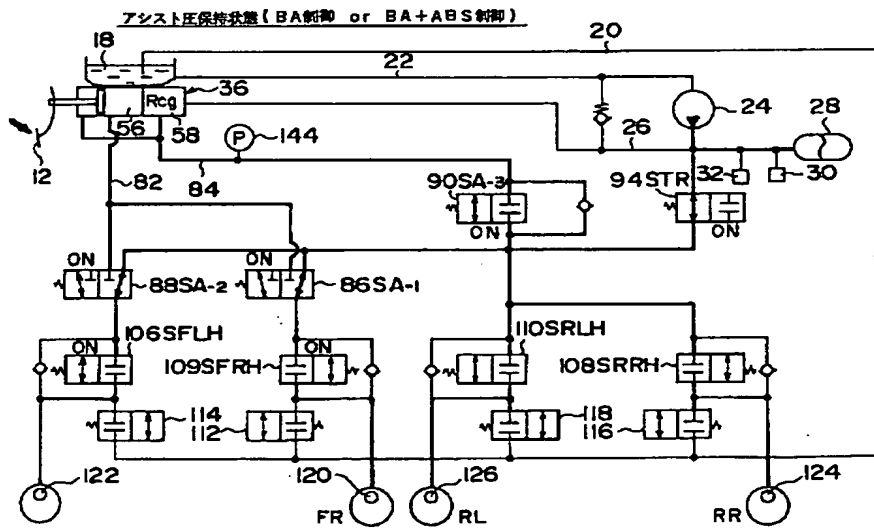 アシスト圧保持状態 ( BA制御 or BA+ABS制御 )
18
20
22
Rcg
36
24
28
56
58
144
P
26
12
84
32
30
82
90SA-3
94STR
ON
ON
ON
ON
88SA-2
86SA-1
106SFLH
110SRLH
ON
109SFRH
ON
108SRRH
114
112
118
116
122
120
126
124
FR
RL
RR